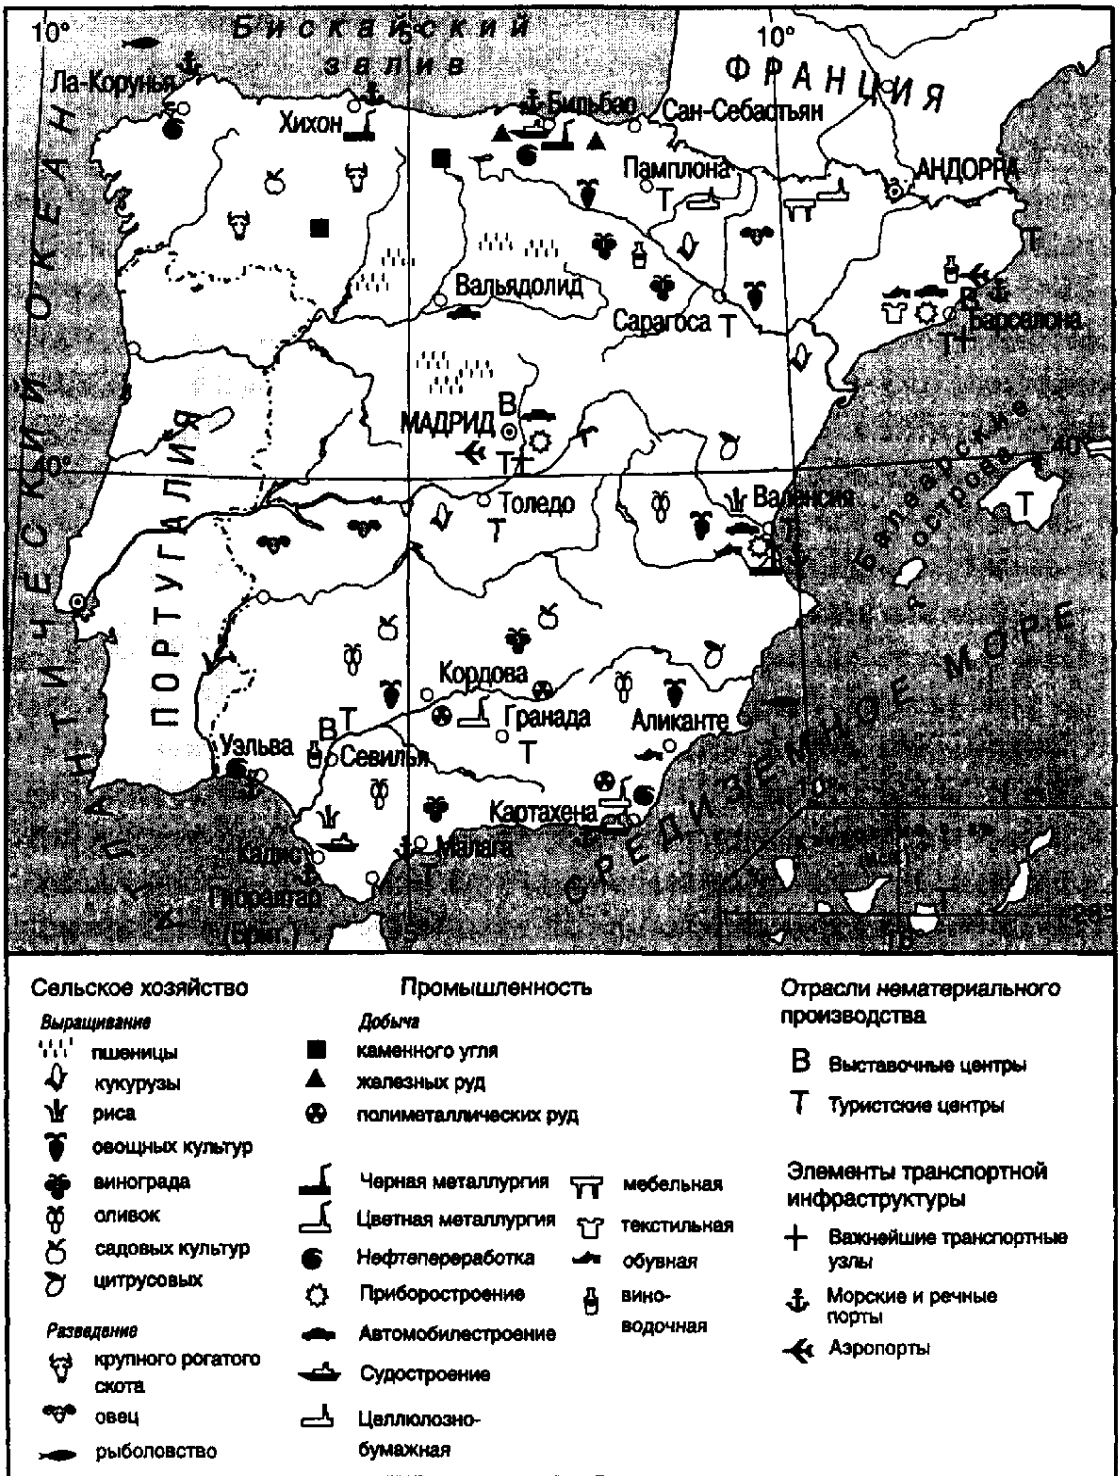 10°
5°
10°
Бискайский
залив
ФРАНЦИЯ
Ла-Корунья
Хихон
Бильбао
Сан-Себастьян
Памплона
АНДОРРА
Вальядолид
Сарагоса
Т
Т
Т
В
Барселона
Т
В
МАДРИД
Т
40°
40°
Толедо
Т
Валенсия
Т
Балеарские
острова
Т
Т
АТЛАНТИЧЕСКИЙ ОКЕАН
ПОРТУГАЛИЯ
СРЕДИЗЕМНОЕ МОРЕ
Кордова
Гранада
Т
Аликанте
Уэльва
В
Т
Севилья
Картахена
Кадис
Малага
Т
Гибралтар
(Брит.)
5°
Т
Сельское хозяйство
Выращивание
пшеницы
кукурузы
риса
овощных культур
винограда
оливок
садовых культур
цитрусовых
Разведение
крупного рогатого
скота
овец
рыболовство
Промышленность
Добыча
каменного угля
железных руд
полиметаллических руд
Черная металлургия
Цветная металлургия
Нефтепереработка
Приборостроение
Автомобилестроение
Судостроение
Целлюлозно-
бумажная
мебельная
текстильная
обувная
вино-
водочная
Отрасли нематериального
производства
В Выставочные центры
Т Туристские центры
Элементы транспортной
инфраструктуры
Важнейшие транспортные
узлы
Морские и речные
порты
Аэропорты